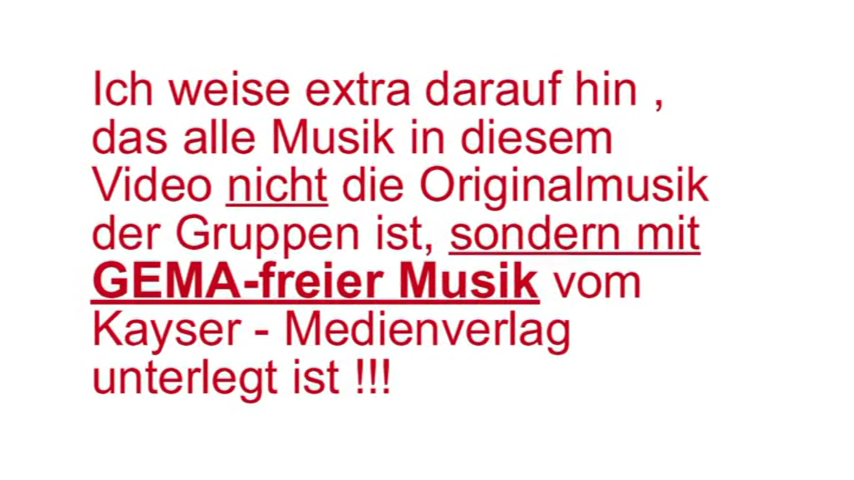 Ich weise extra darauf hin ,
das alle Musik in diesem
Video nicht die Originalmusik
der Gruppen ist, sondern mit
GEMA-freier Musik vom
Kayser - Medienverlag
unterlegt ist !!!